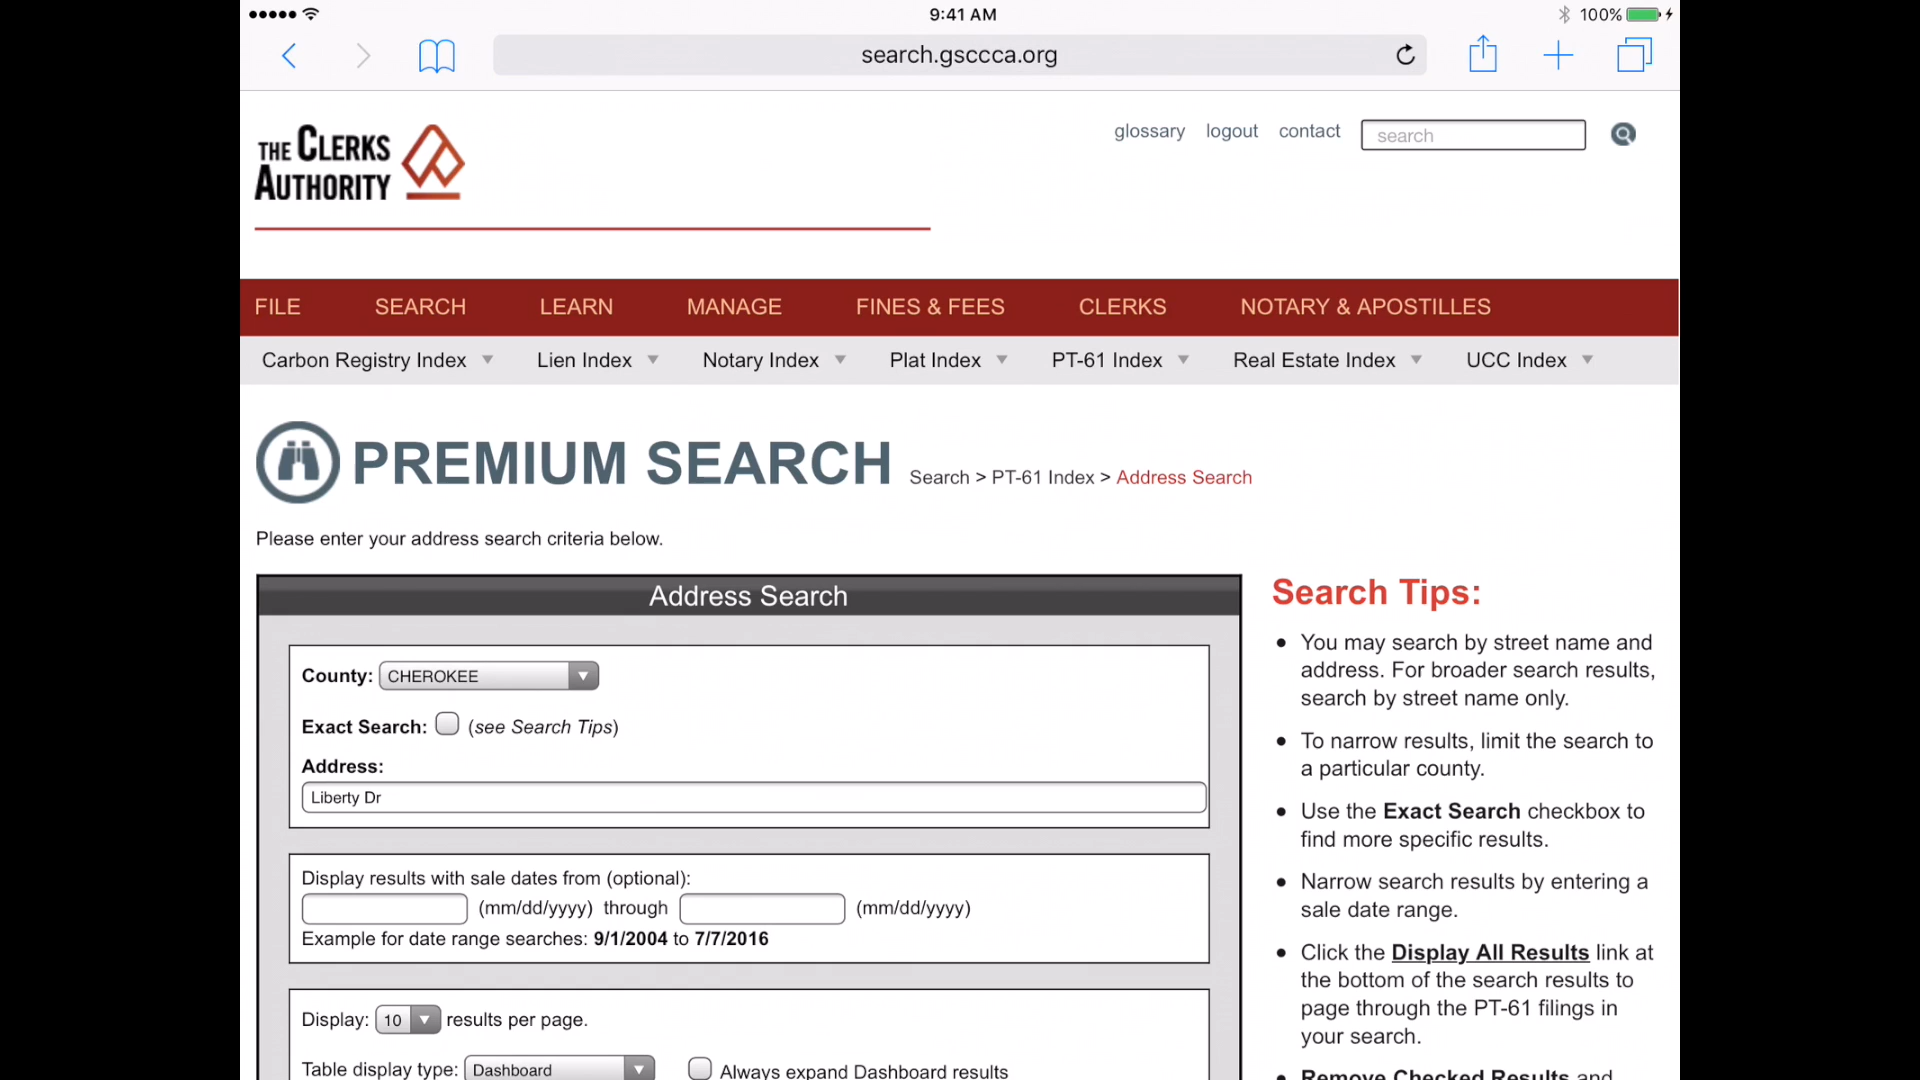 9:41 AM
100%
search.gsccca.org
THE CLERKS
AUTHORITY
glossary logout contact search
FILE SEARCH LEARN MANAGE FINES & FEES CLERKS NOTARY & APOSTILLES
Carbon Registry Index Lien Index Notary Index Plat Index PT-61 Index Real Estate Index UCC Index
PREMIUM SEARCH Search > PT-61 Index > Address Search
Please enter your address search criteria below.
Address Search
County: CHEROKEE
Exact Search: (see Search Tips)
Address:
Liberty Dr
Display results with sale dates from (optional):
(mm/dd/yyyy) through (mm/dd/yyyy)
Example for date range searches: 9/1/2004 to 7/7/2016
Display: 10 results per page.
Table display type: Dashboard Always expand Dashboard results
Search Tips:
• You may search by street name and
address. For broader search results,
search by street name only.
• To narrow results, limit the search to
a particular county.
• Use the Exact Search checkbox to
find more specific results.
• Narrow search results by entering a
sale date range.
• Click the Display All Results link at
the bottom of the search results to
page through the PT-61 filings in
your search.
• Remove Checked Results and